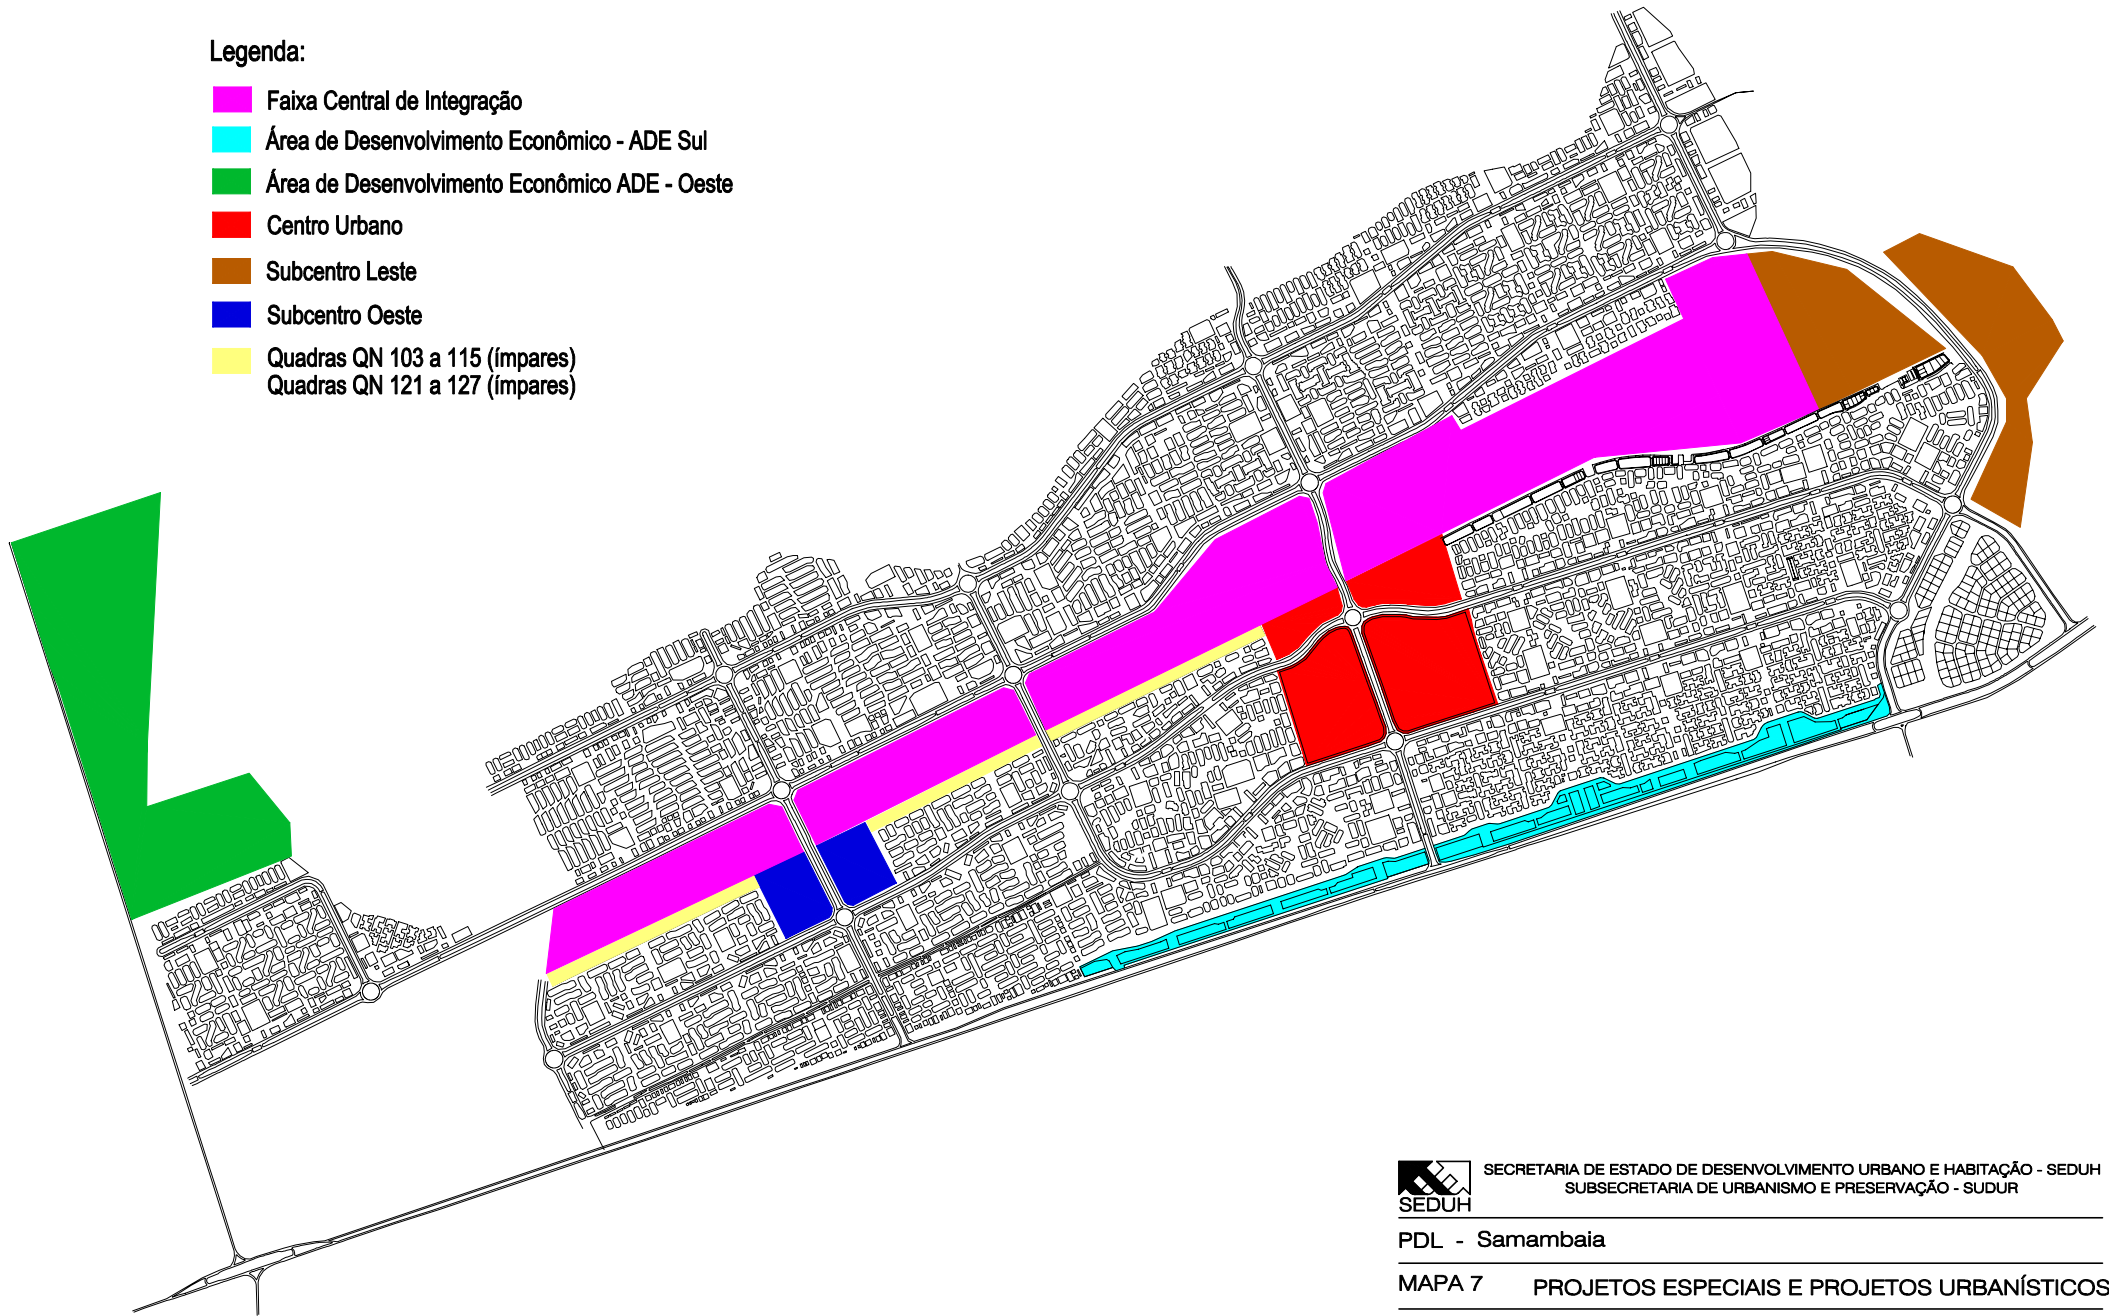 Legenda:
Faixa Central de Integração
Área de Desenvolvimento Econômico - ADE Sul
Área de Desenvolvimento Econômico ADE - Oeste
Centro Urbano
Subcentro Leste
Subcentro Oeste
Quadras QN 103 a 115 (ímpares)
Quadras QN 121 a 127 (ímpares)
SEDUH
SECRETARIA DE ESTADO DE DESENVOLVIMENTO URBANO E HABITAÇÃO - SEDUH
SUBSECRETARIA DE URBANISMO E PRESERVAÇÃO - SUDUR
PDL - Samambaia
MAPA 7 PROJETOS ESPECIAIS E PROJETOS URBANÍSTICOS